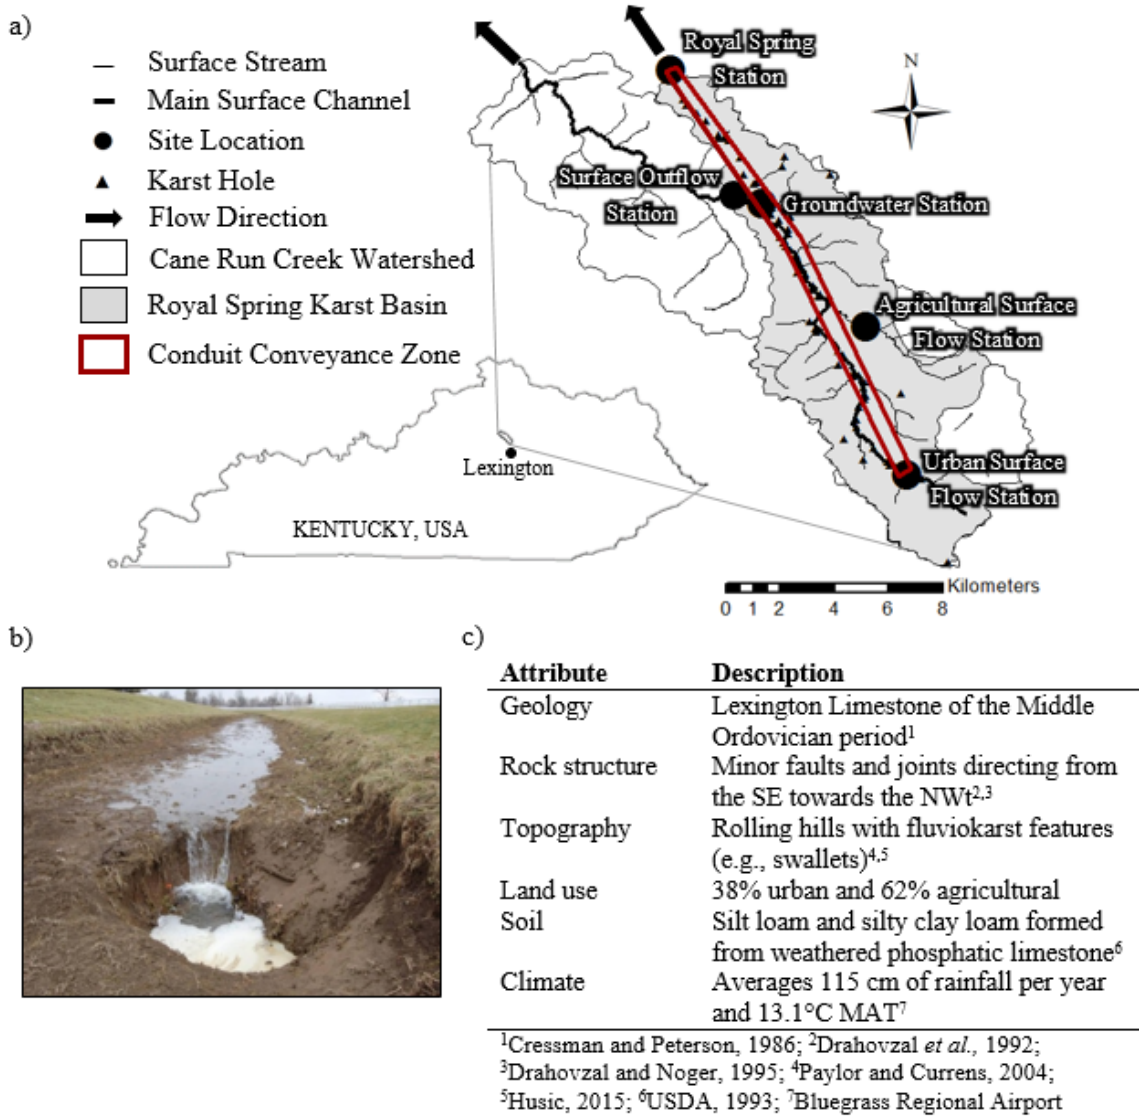 a)
Surface Stream
Main Surface Channel
Site Location
Karst Hole
Flow Direction
Cane Run Creek Watershed
Royal Spring Karst Basin
Conduit Conveyance Zone
Royal Spring
Station
N
Surface Outflow
Station
Groundwater Station
Agricultural Surface
Flow Station
Urban Surface
Flow Station
Lexington
KENTUCKY, USA
Kilometers
0 1 2 4 6 8
b)
c)
Attribute Description
Geology Lexington Limestone of the Middle
Ordovician period¹
Rock structure Minor faults and joints directing from
the SE towards the NWt²,³
Topography Rolling hills with fluviokarst features
(e.g., swallets)⁴,⁵
Land use 38% urban and 62% agricultural
Soil Silt loam and silty clay loam formed
from weathered phosphatic limestone⁶
Climate Averages 115 cm of rainfall per year
and 13.1°C MAT⁷
¹Cressman and Peterson, 1986; ²Drahovzal et al., 1992;
³Drahovzal and Noger, 1995; ⁴Paylor and Currens, 2004;
⁵Husic, 2015; ⁶USDA, 1993; ⁷Bluegrass Regional Airport